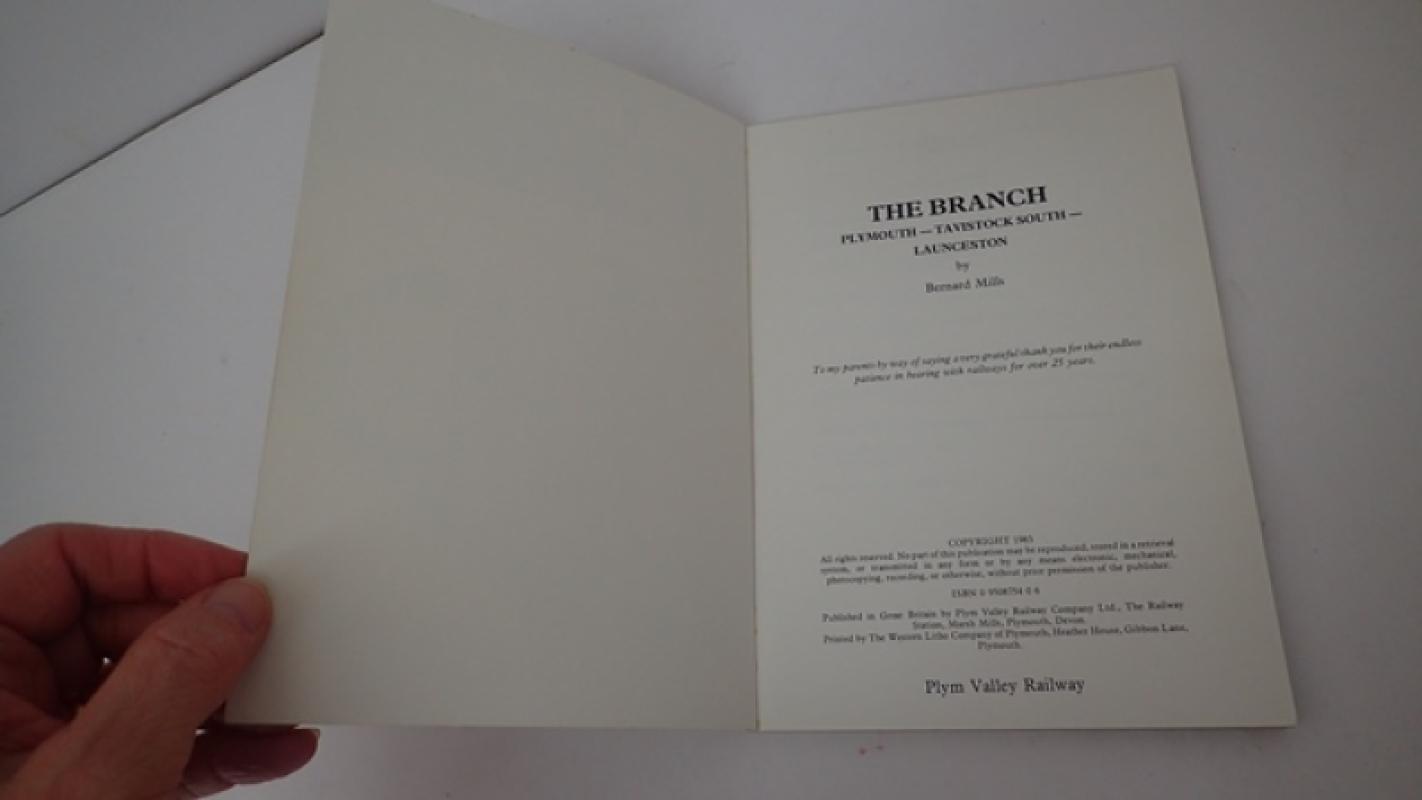 THE BRANCH
PLYMOUTH — TAVISTOCK SOUTH —
LAUNCESTON
by
Bernard Mills
To my parents by way of saying a very grateful thank you for their endless
patience in bearing with railways for over 25 years.
COPYRIGHT 1983
All rights reserved. No part of this publication may be reproduced, stored in a retrieval
system, or transmitted in any form or by any means electronic, mechanical,
photocopying, recording, or otherwise, without prior permission of the publisher.
ISBN 0 9508754 0 6
Published in Great Britain by Plym Valley Railway Company Ltd., The Railway
Station, Marsh Mills, Plymouth, Devon.
Printed by The Western Litho Company of Plymouth, Heather House, Gibbon Lane,
Plymouth.
Plym Valley Railway